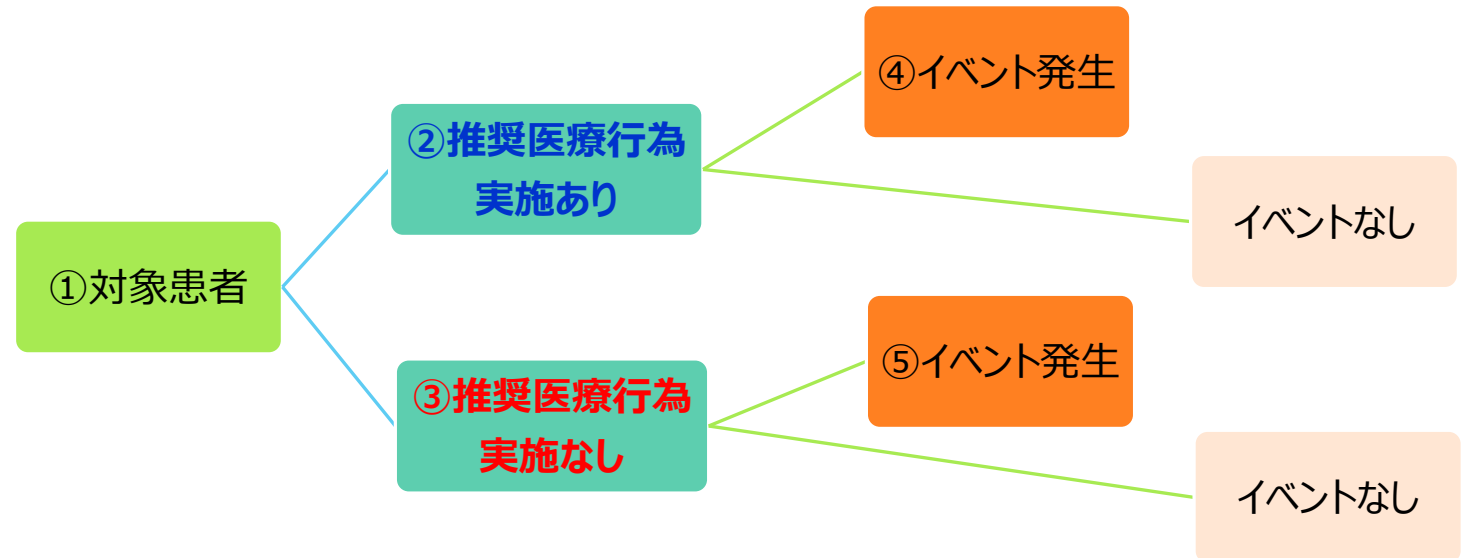 ④イベント発生
②推奨医療行為
実施あり
イベントなし
①対象患者
⑤イベント発生
③推奨医療行為
実施なし
イベントなし